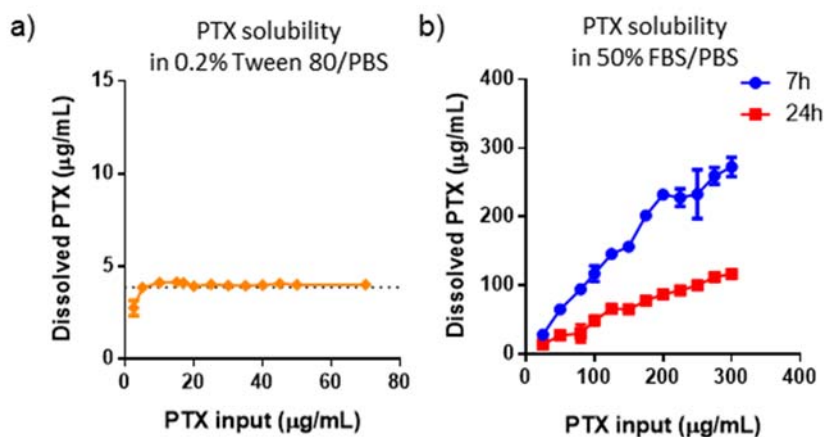 a)
PTX solubility
in 0.2% Tween 80/PBS
15
10
5
0
0
20
40
60
80
Dissolved PTX (µg/mL)
PTX input (µg/mL)
b)
PTX solubility
in 50% FBS/PBS
7h
24h
400
300
200
100
0
0
100
200
300
400
Dissolved PTX (µg/mL)
PTX input (µg/mL)